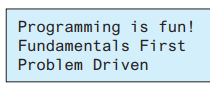 Programming is fun!
Fundamentals First
Problem Driven